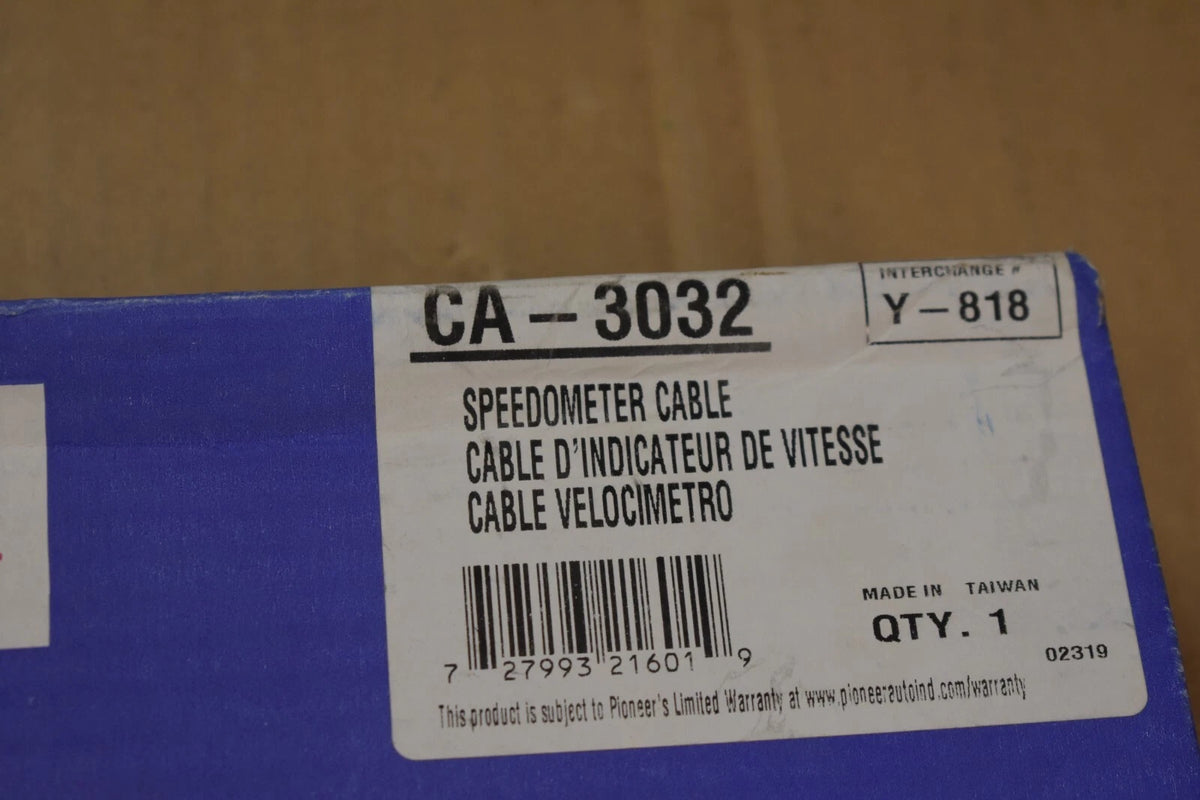 CA-3032
INTERCHANGE #
Y-818
SPEEDOMETER CABLE
CABLE D'INDICATEUR DE VITESSE
CABLE VELOCIMETRO
7 27993 21601 9
MADE IN TAIWAN
QTY. 1
02319
This product is subject to Pioneer's Limited Warranty at www.pioneerautoind.com/warranty